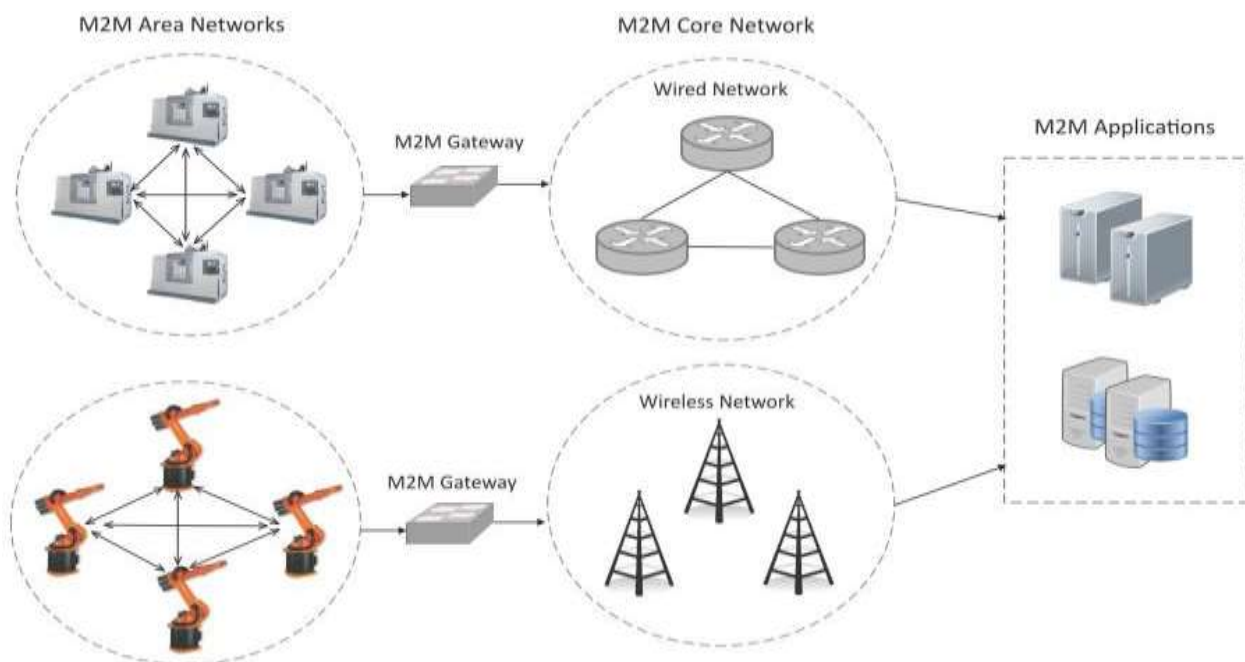 M2M Area Networks
M2M Core Network
Wired Network
M2M Gateway
M2M Applications
Wireless Network
M2M Gateway